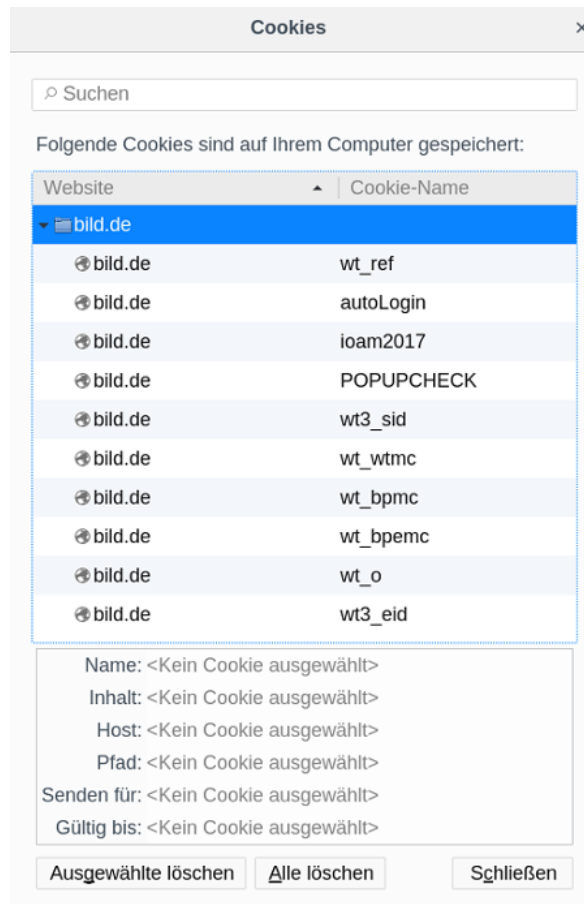 Cookies
Suchen
Folgende Cookies sind auf Ihrem Computer gespeichert:
Website Cookie-Name
bild.de
bild.de wt_ref
bild.de autoLogin
bild.de ioam2017
bild.de POPUPCHECK
bild.de wt3_sid
bild.de wt_wtmc
bild.de wt_bpmc
bild.de wt_bpemc
bild.de wt_o
bild.de wt3_eid
Name: <Kein Cookie ausgewählt>
Inhalt: <Kein Cookie ausgewählt>
Host: <Kein Cookie ausgewählt>
Pfad: <Kein Cookie ausgewählt>
Senden für: <Kein Cookie ausgewählt>
Gültig bis: <Kein Cookie ausgewählt>
Ausgewählte löschen Alle löschen Schließen